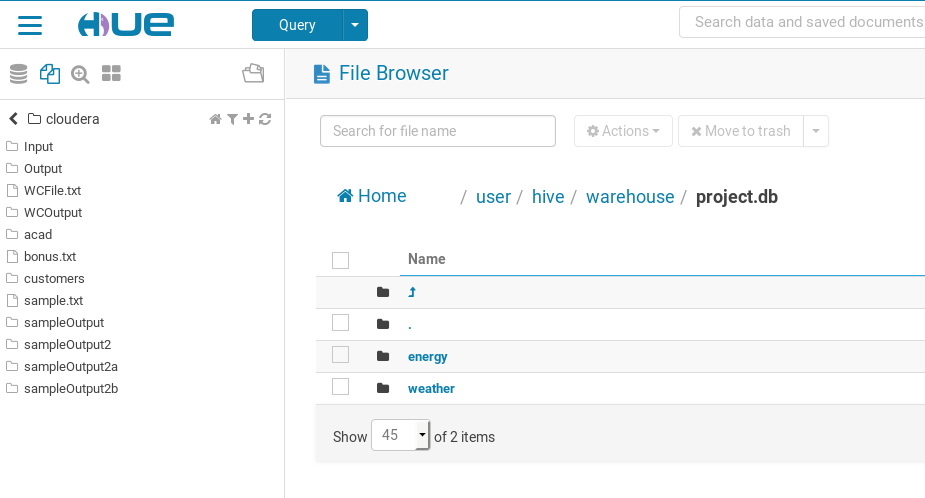 HUE
Query
Search data and saved documents
File Browser
cloudera
Input
Output
WCFile.txt
WCOutput
acad
bonus.txt
customers
sample.txt
sampleOutput
sampleOutput2
sampleOutput2a
sampleOutput2b
Search for file name
Actions
Move to trash
Home / user / hive / warehouse / project.db
Name
.
energy
weather
Show 45 of 2 items